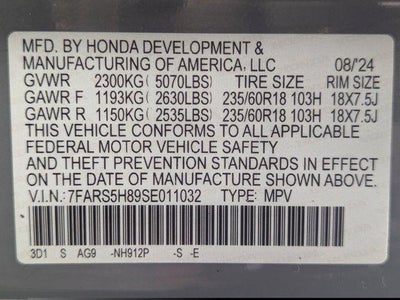 MFD. BY HONDA DEVELOPMENT &
MANUFACTURING OF AMERICA, LLC 08/'24
GVWR 2300KG (5070LBS) TIRE SIZE RIM SIZE
GAWR F 1193KG (2630LBS) 235/60R18 103H 18X7.5J
GAWR R 1150KG (2535LBS) 235/60R18 103H 18X7.5J
THIS VEHICLE CONFORMS TO ALL APPLICABLE
FEDERAL MOTOR VEHICLE SAFETY
AND THEFT PREVENTION STANDARDS IN EFFECT
ON THE DATE OF MANUFACTURE SHOWN ABOVE.
V.I.N.:7FARS5H89SE011032 TYPE: MPV
3D1 S AG9 -NH912P -S -E